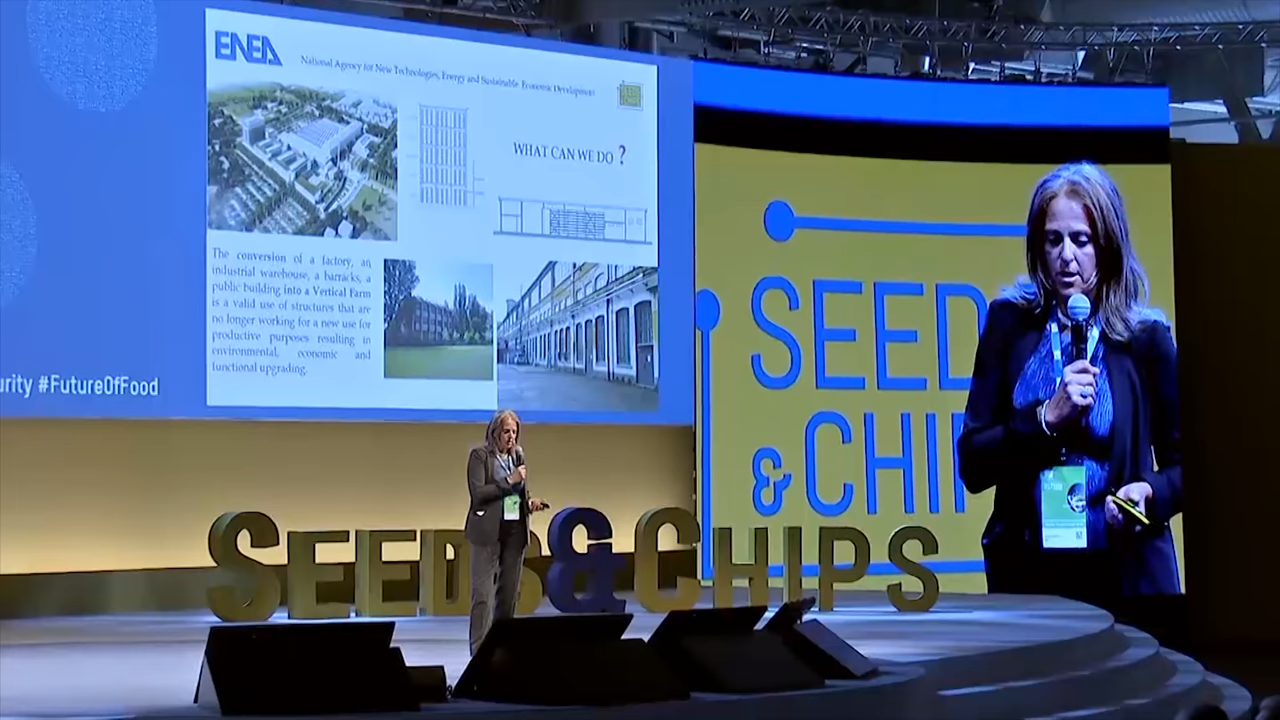 ENEA
National Agency for New Technologies, Energy and Sustainable Economic Development
WHAT CAN WE DO ?
The conversion of a factory, an
industrial warehouse, a barracks, a
public building into a Vertical Farm
is a valid use of structures that are
no longer working for a new use for
productive purposes resulting in
environmental, economic and
functional upgrading.
urity #FutureOfFood
SEED
& CHI
SEEDS&CHIPS